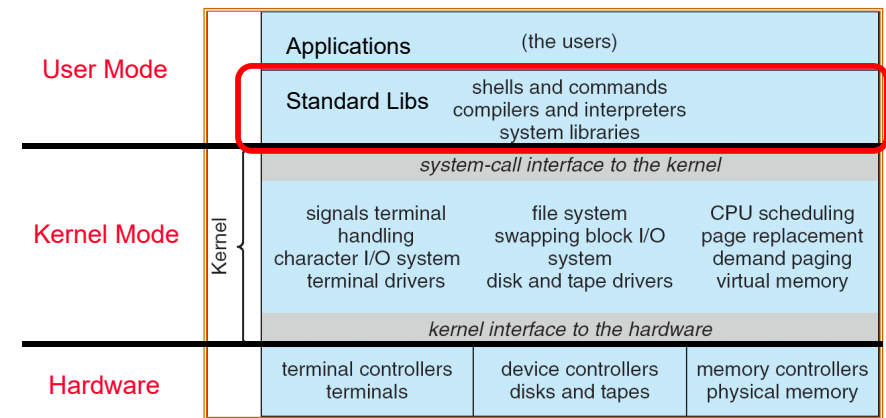 User Mode
Applications
(the users)
Standard Libs
shells and commands
compilers and interpreters
system libraries
Kernel Mode
Kernel
system-call interface to the kernel
signals terminal
handling
character I/O system
terminal drivers
file system
swapping block I/O
system
disk and tape drivers
CPU scheduling
page replacement
demand paging
virtual memory
kernel interface to the hardware
Hardware
terminal controllers
terminals
device controllers
disks and tapes
memory controllers
physical memory